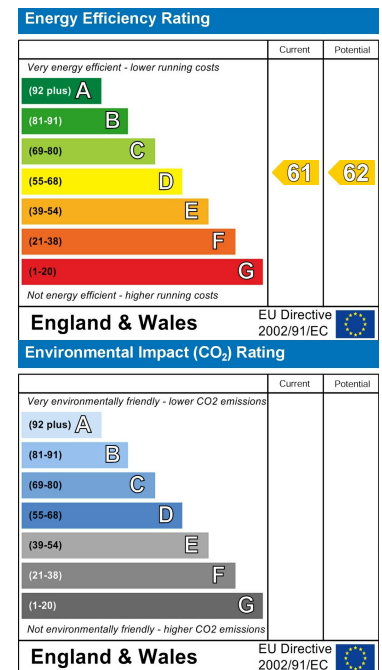 Energy Efficiency Rating
Current Potential
Very energy efficient - lower running costs
(92 plus) A
(81-91) B
(69-80) C
(55-68) D
61 62
(39-54) E
(21-38) F
(1-20) G
Not energy efficient - higher running costs
England & Wales
EU Directive
2002/91/EC
Environmental Impact (CO₂) Rating
Current Potential
Very environmentally friendly - lower CO2 emissions
(92 plus) A
(81-91) B
(69-80) C
(55-68) D
(39-54) E
(21-38) F
(1-20) G
Not environmentally friendly - higher CO2 emissions
England & Wales
EU Directive
2002/91/EC